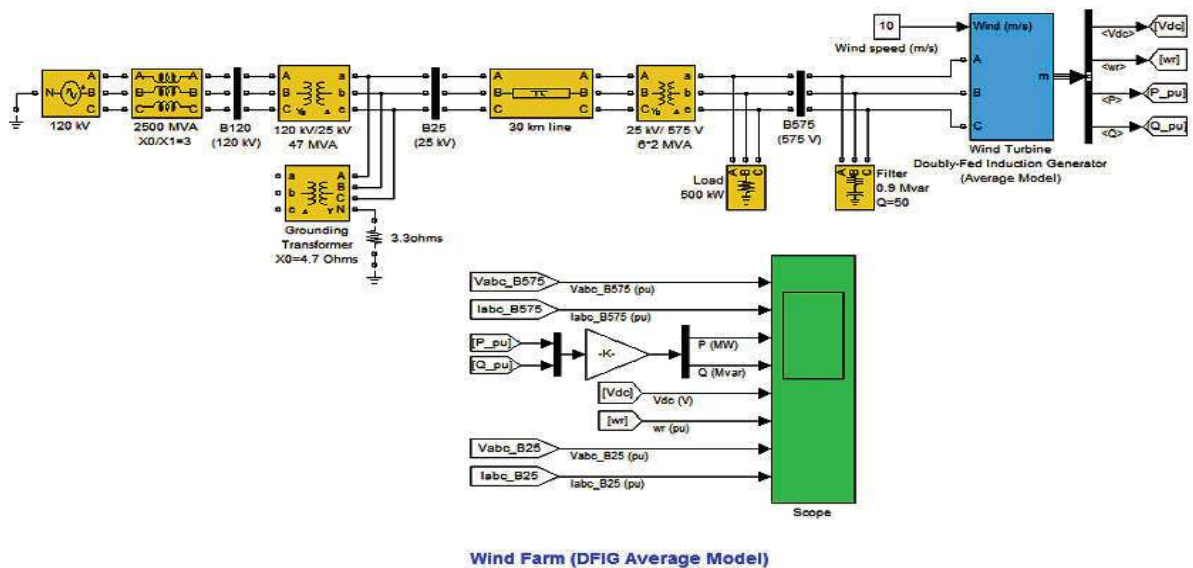 10
Wind speed (m/s)
Wind (m/s)
A
B
C
m
<Vdc>
<wr>
<P>
<Q>
[Vdc]
[wr]
P_pu]
[Q_pu]
Wind Turbine
Doubly-Fed Induction Generator
(Average Model)
N
A
B
C
120 kV
A A
B B
C C
2500 MVA
X0/X1=3
B120
(120 kV)
A a
B b
C c
120 kV/25 kV
47 MVA
B25
(25 kV)
A A
B B
C C
30 km line
A a
B b
C c
25 kV/ 575 V
6*2 MVA
B575
(575 V)
A B C
Load
500 kW
A B C
Filter
0.9 Mvar
Q=50
a A
b B
c C
N
Grounding
Transformer
X0=4.7 Ohms
3.3ohms
Vabc_B575
Vabc_B575 (pu)
Iabc_B575
Iabc_B575 (pu)
[P_pu]
[Q_pu]
-K-
P (MW)
Q (Mvar)
[Vdc]
Vdc (V)
[wr]
wr (pu)
Vabc_B25
Vabc_B25 (pu)
Iabc_B25
Iabc_B25 (pu)
Scope
Wind Farm (DFIG Average Model)